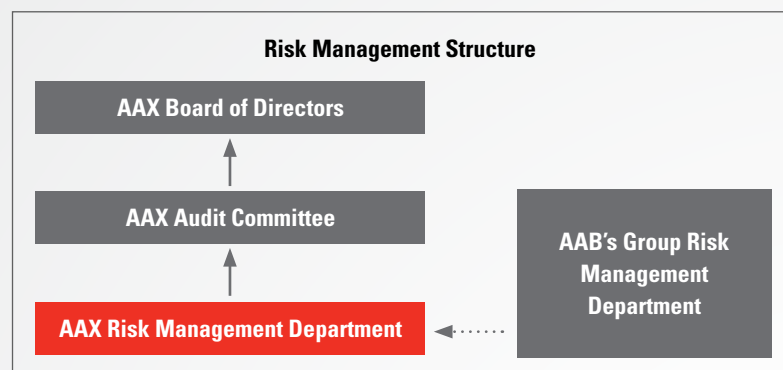 Risk Management Structure
AAX Board of Directors
AAX Audit Committee
AAX Risk Management Department
AAB's Group Risk
Management
Department